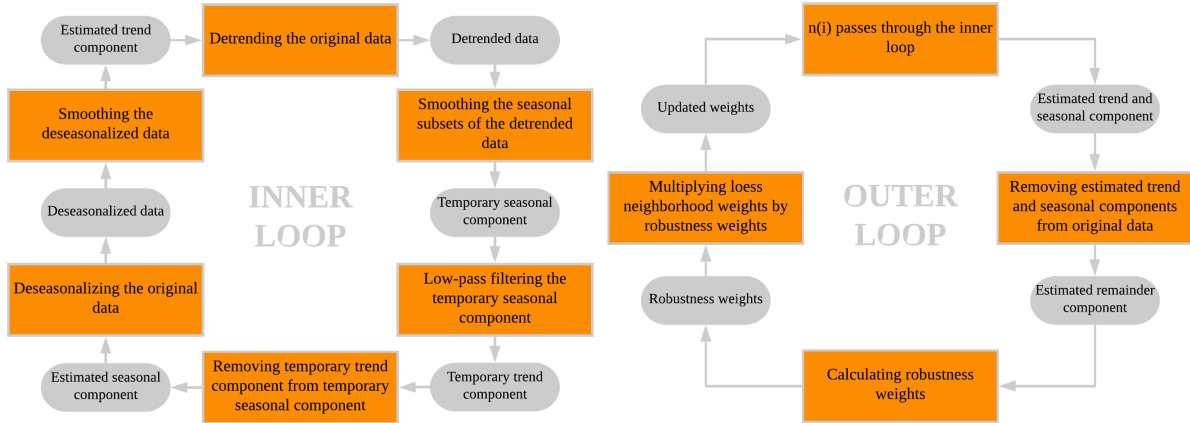 Estimated trend
component
Detrending the original data
Detrended data
Smoothing the seasonal
subsets of the detrended
data
Temporary seasonal
component
Low-pass filtering the
temporary seasonal
component
Temporary trend
component
Removing temporary trend
component from temporary
seasonal component
Estimated seasonal
component
Deseasonalizing the original
data
Deseasonalized data
Smoothing the
deseasonalized data
INNER
LOOP
n(i) passes through the inner
loop
Estimated trend and
seasonal component
Removing estimated trend
and seasonal components
from original data
Estimated remainder
component
Calculating robustness
weights
Robustness weights
Multiplying loess
neighborhood weights by
robustness weights
Updated weights
OUTER
LOOP